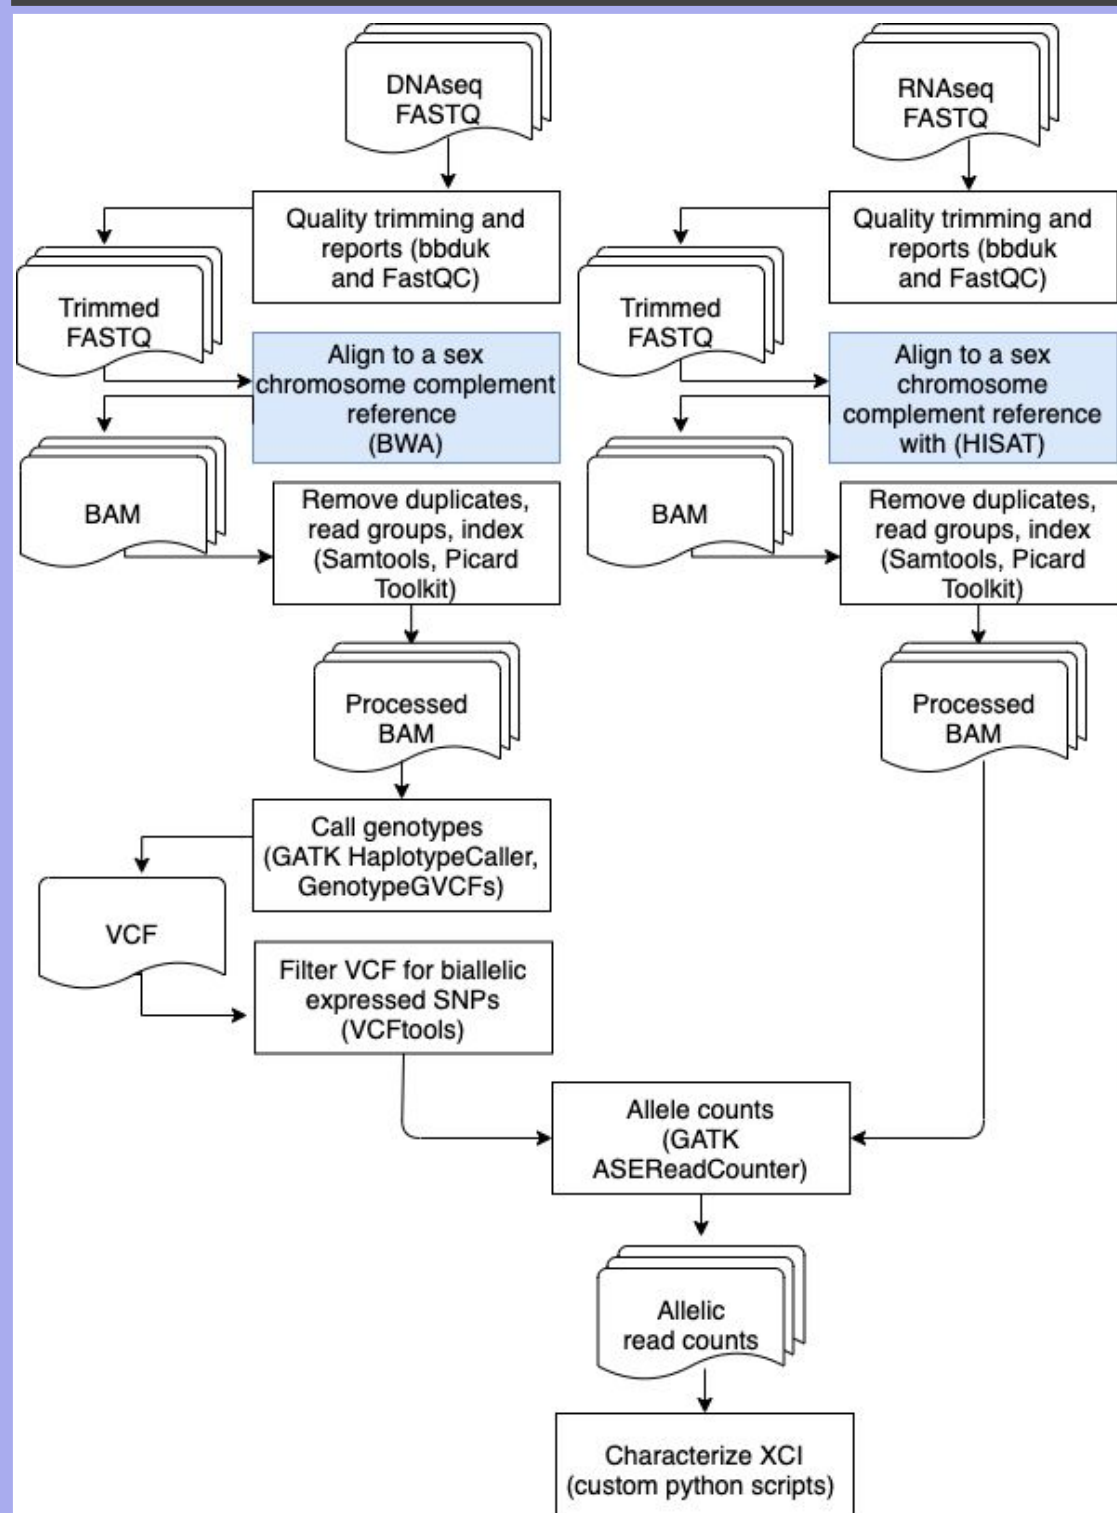 DNAseq
FASTQ
Quality trimming and
reports (bbduk
and FastQC)
Trimmed
FASTQ
Align to a sex
chromosome complement
reference
(BWA)
BAM
Remove duplicates,
read groups, index
(Samtools, Picard
Toolkit)
Processed
BAM
Call genotypes
(GATK HaplotypeCaller,
GenotypeGVCFs)
VCF
Filter VCF for biallelic
expressed SNPs
(VCFtools)
RNAseq
FASTQ
Quality trimming and
reports (bbduk
and FastQC)
Trimmed
FASTQ
Align to a sex
chromosome
complement reference
with (HISAT)
BAM
Remove duplicates,
read groups, index
(Samtools, Picard
Toolkit)
Processed
BAM
Allele counts
(GATK
ASEReadCounter)
Allelic
read counts
Characterize XCI
(custom python scripts)